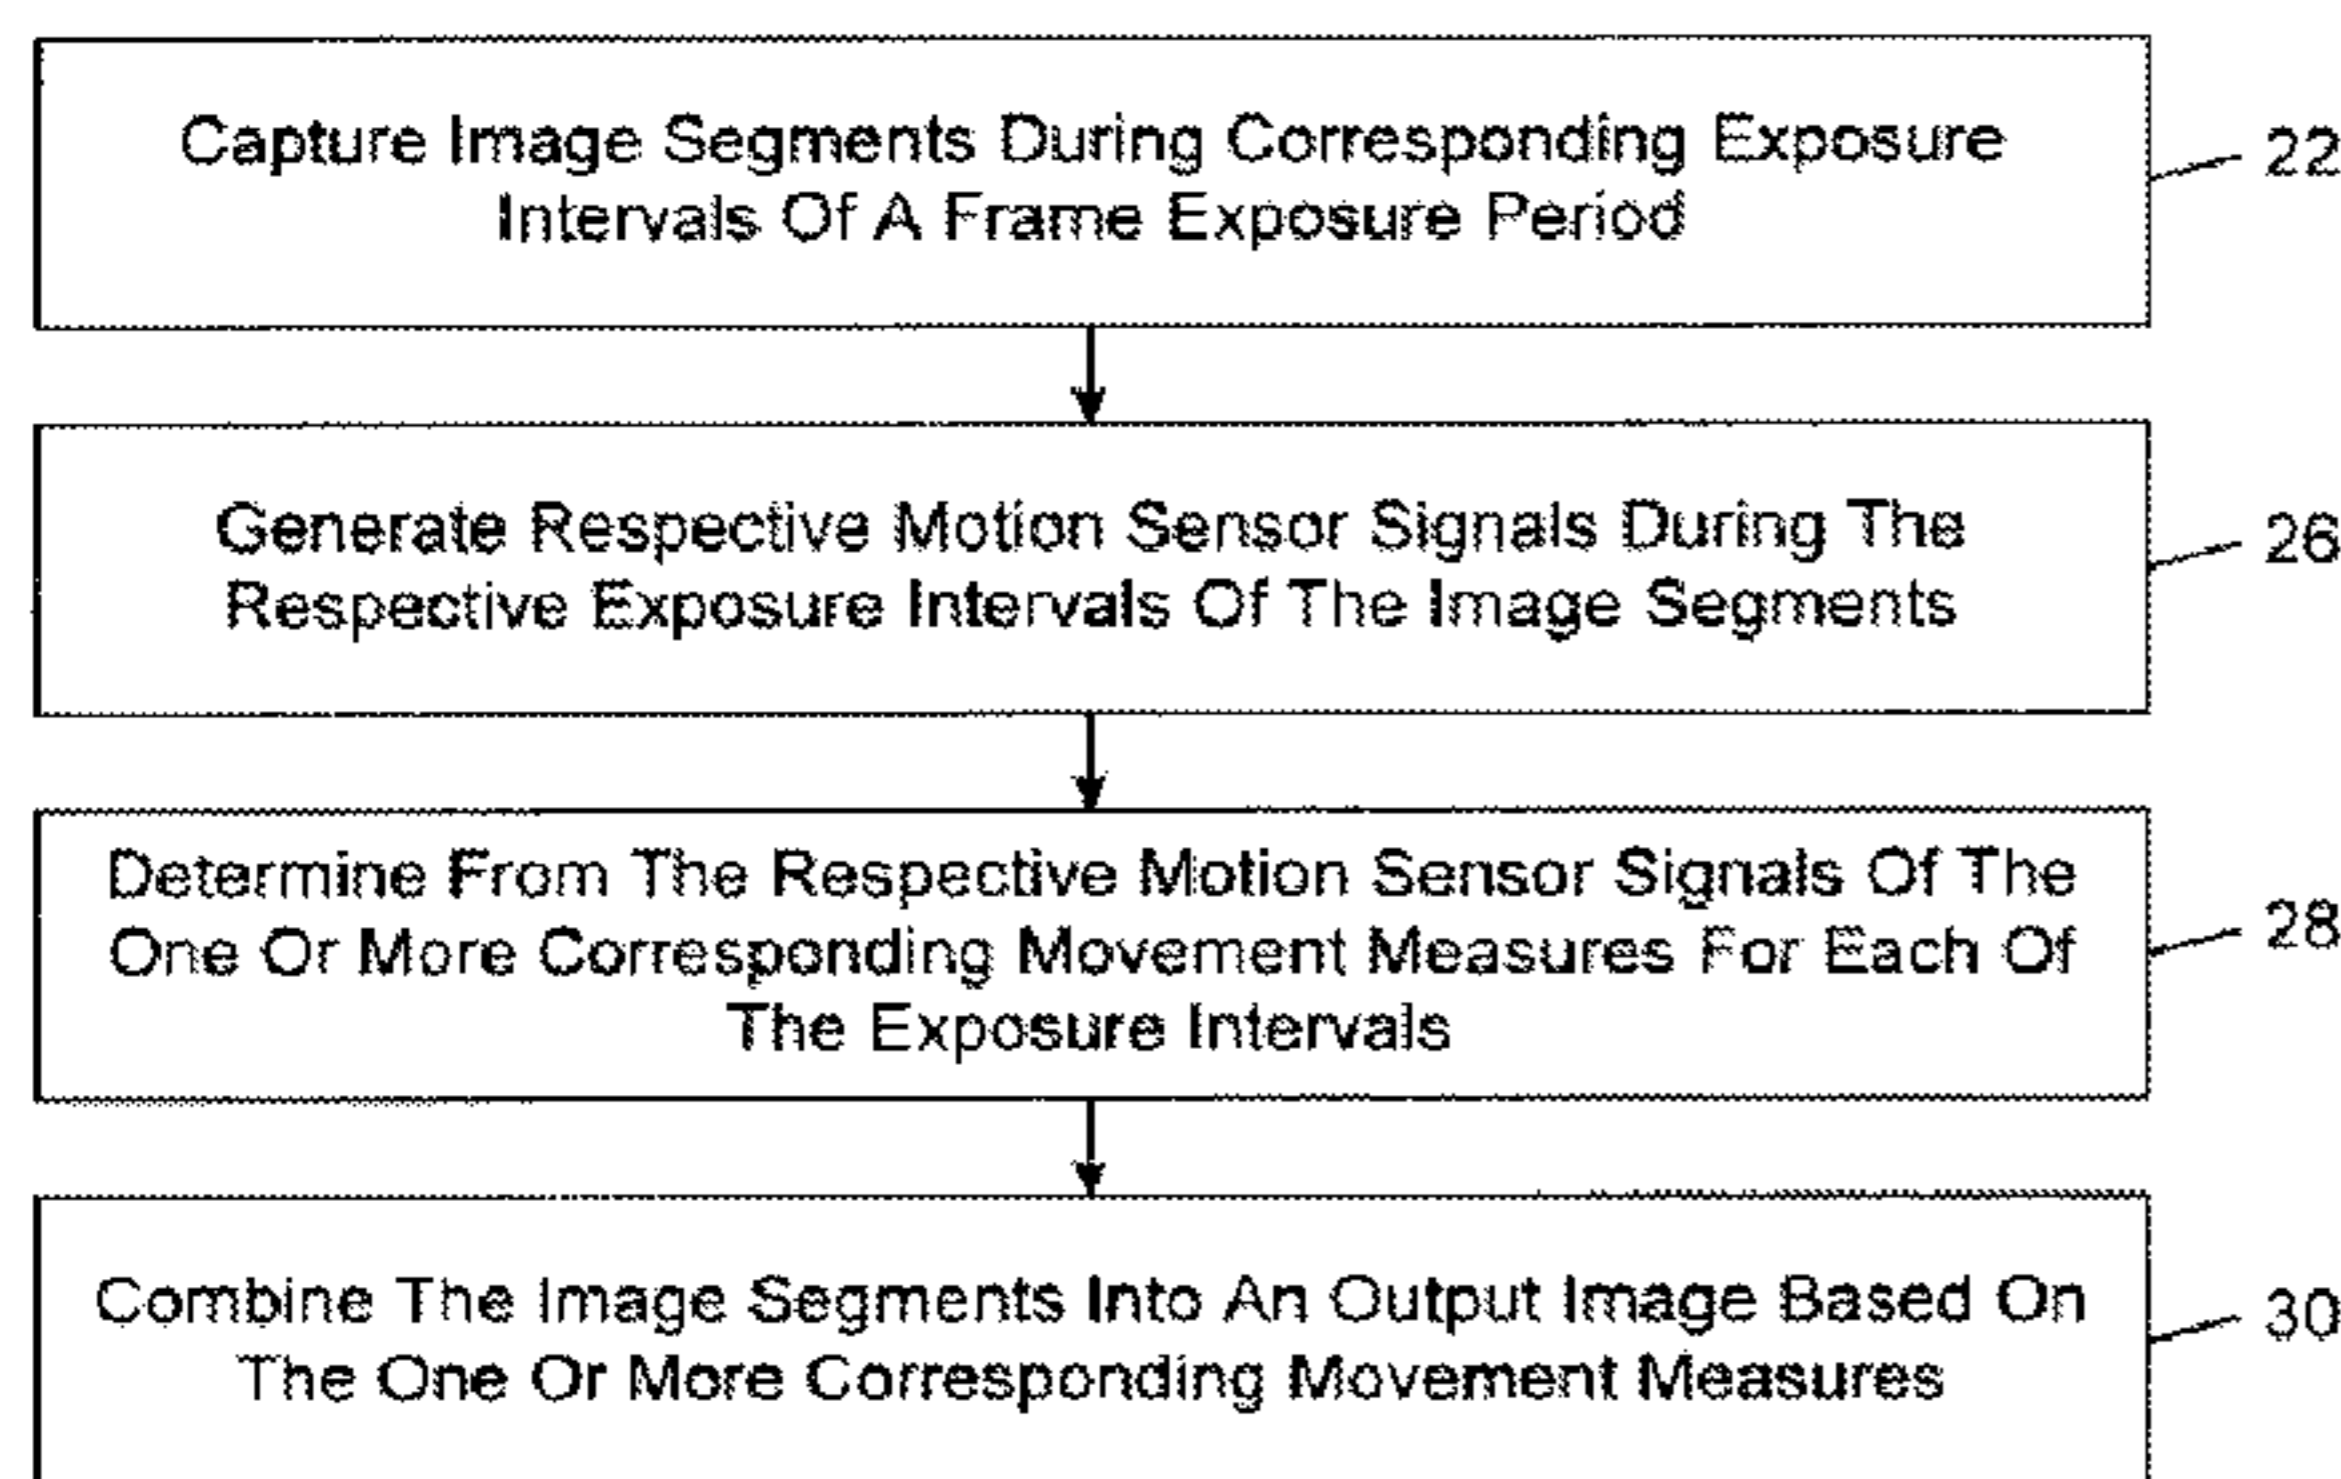 Capture Image Segments During Corresponding Exposure
Intervals Of A Frame Exposure Period
22
Generate Respective Motion Sensor Signals During The
Respective Exposure Intervals Of The Image Segments
26
Determine From The Respective Motion Sensor Signals Of The
One Or More Corresponding Movement Measures For Each Of
The Exposure Intervals
28
Combine The Image Segments Into An Output Image Based On
The One Or More Corresponding Movement Measures
30